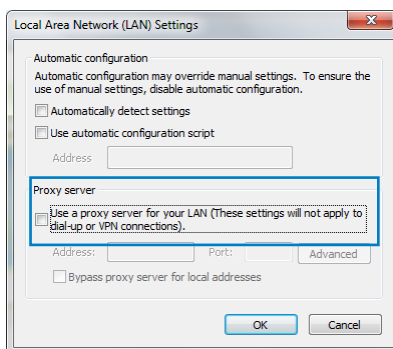 Local Area Network (LAN) Settings
Automatic configuration
Automatic configuration may override manual settings. To ensure the
use of manual settings, disable automatic configuration.
Automatically detect settings
Use automatic configuration script
Address
Proxy server
Use a proxy server for your LAN (These settings will not apply to
dial-up or VPN connections).
Address: Port: Advanced
Bypass proxy server for local addresses
OK Cancel